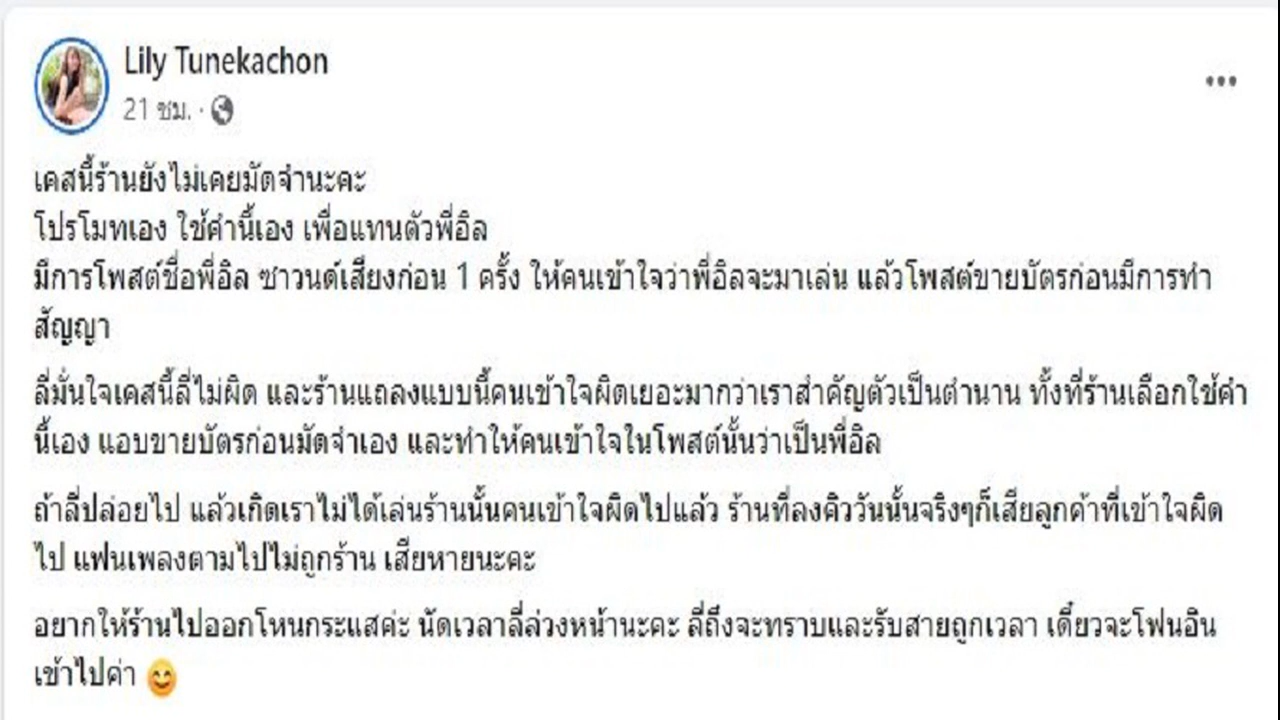 Lily Tunekachon
21 ชม. ·
เคสนี้ร้านยังไม่เคยมัดจำนะคะ
โปรโมทเอง ใช้คำนี้เอง เพื่อแทนตัวพี่อิล
มีการโพสต์ชื่อพี่อิล ซาวนด์เสียงก่อน 1 ครั้ง ให้คนเข้าใจว่าพี่อิลจะมาเล่น แล้วโพสต์ขายบัตรก่อนมีการทำ
สัญญา
ลี่มั่นใจเคสนี้ลี่ไม่ผิด และร้านแถลงแบบนี้คนเข้าใจผิดเยอะมากว่าเราสำคัญตัวเป็นตำนาน ทั้งที่ร้านเลือกใช้คำ
นี้เอง แอบขายบัตรก่อนมัดจำเอง และทำให้คนเข้าใจในโพสต์นั้นว่าเป็นพี่อิล
ถ้าลี่ปล่อยไป แล้วเกิดเราไม่ได้เล่นร้านนั้นคนเข้าใจผิดไปแล้ว ร้านที่ลงคิววันนั้นจริงๆก็เสียลูกค้าที่เข้าใจผิด
ไป แฟนเพลงตามไปไม่ถูกร้าน เสียหายนะคะ
อยากให้ร้านไปออกโหนกระแสค่ะ นัดเวลาลี่ล่วงหน้านะคะ ลี่ถึงจะทราบและรับสายถูกเวลา เดี๋ยวจะโฟนอิน
เข้าไปค่า 😊